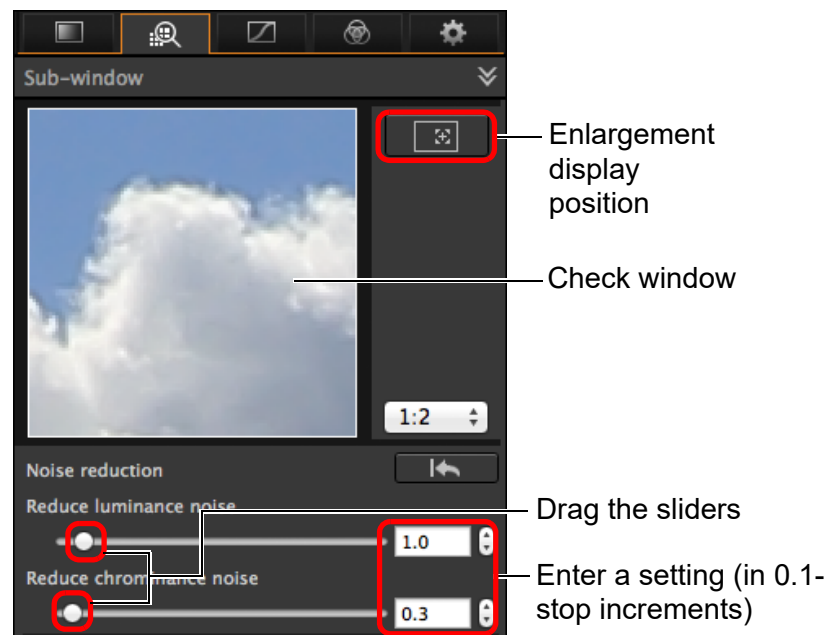 Sub-window
Enlargement
display
position
Check window
1:2
Noise reduction
Reduce luminance noise
Drag the sliders
1.0
Reduce chrominance noise
Enter a setting (in 0.1-
stop increments)
0.3